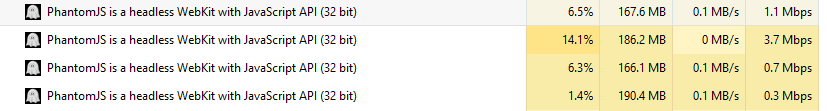 PhantomJS is a headless WebKit with JavaScript API (32 bit) 6.5% 167.6 MB 0.1 MB/s 1.1 Mbps
PhantomJS is a headless WebKit with JavaScript API (32 bit) 14.1% 186.2 MB 0 MB/s 3.7 Mbps
PhantomJS is a headless WebKit with JavaScript API (32 bit) 6.3% 166.1 MB 0.1 MB/s 0.7 Mbps
PhantomJS is a headless WebKit with JavaScript API (32 bit) 1.4% 190.4 MB 0.1 MB/s 0.3 Mbps